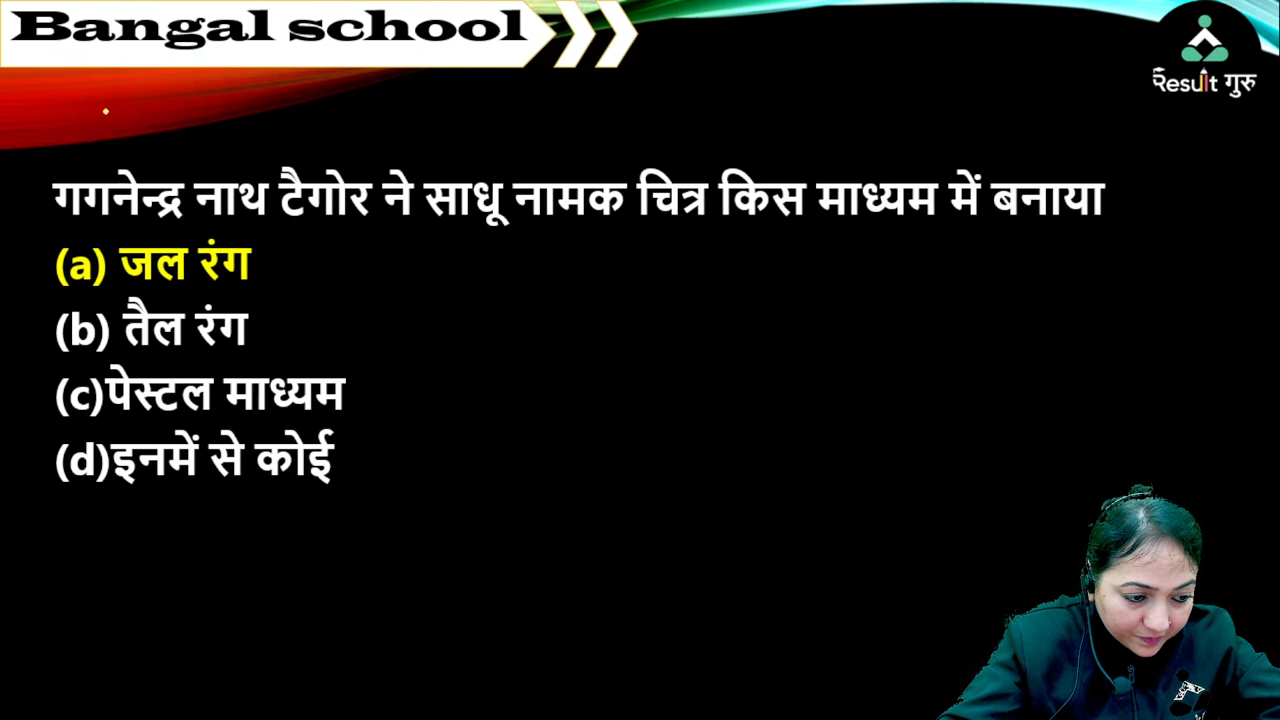 Bangal school
Result गुरु
गगनेन्द्र नाथ टैगोर ने साधू नामक चित्र किस माध्यम में बनाया
(a) जल रंग
(b) तैल रंग
(c)पेस्टल माध्यम
(d)इनमें से कोई